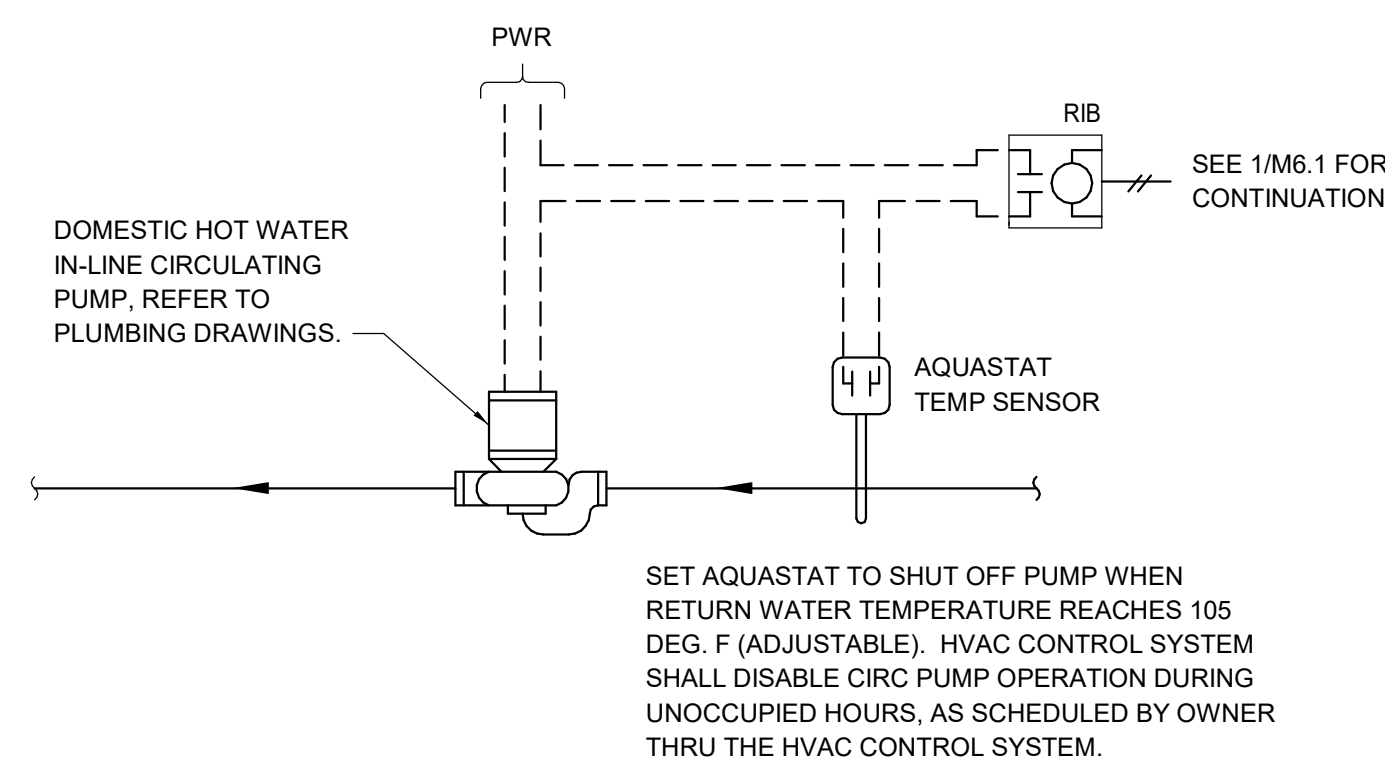 PWR
RIB
SEE 1/M6.1 FOR
CONTINUATION
DOMESTIC HOT WATER
IN-LINE CIRCULATING
PUMP, REFER TO
PLUMBING DRAWINGS.
AQUASTAT
TEMP SENSOR
SET AQUASTAT TO SHUT OFF PUMP WHEN
RETURN WATER TEMPERATURE REACHES 105
DEG. F (ADJUSTABLE).  HVAC CONTROL SYSTEM
SHALL DISABLE CIRC PUMP OPERATION DURING
UNOCCUPIED HOURS, AS SCHEDULED BY OWNER
THRU THE HVAC CONTROL SYSTEM.